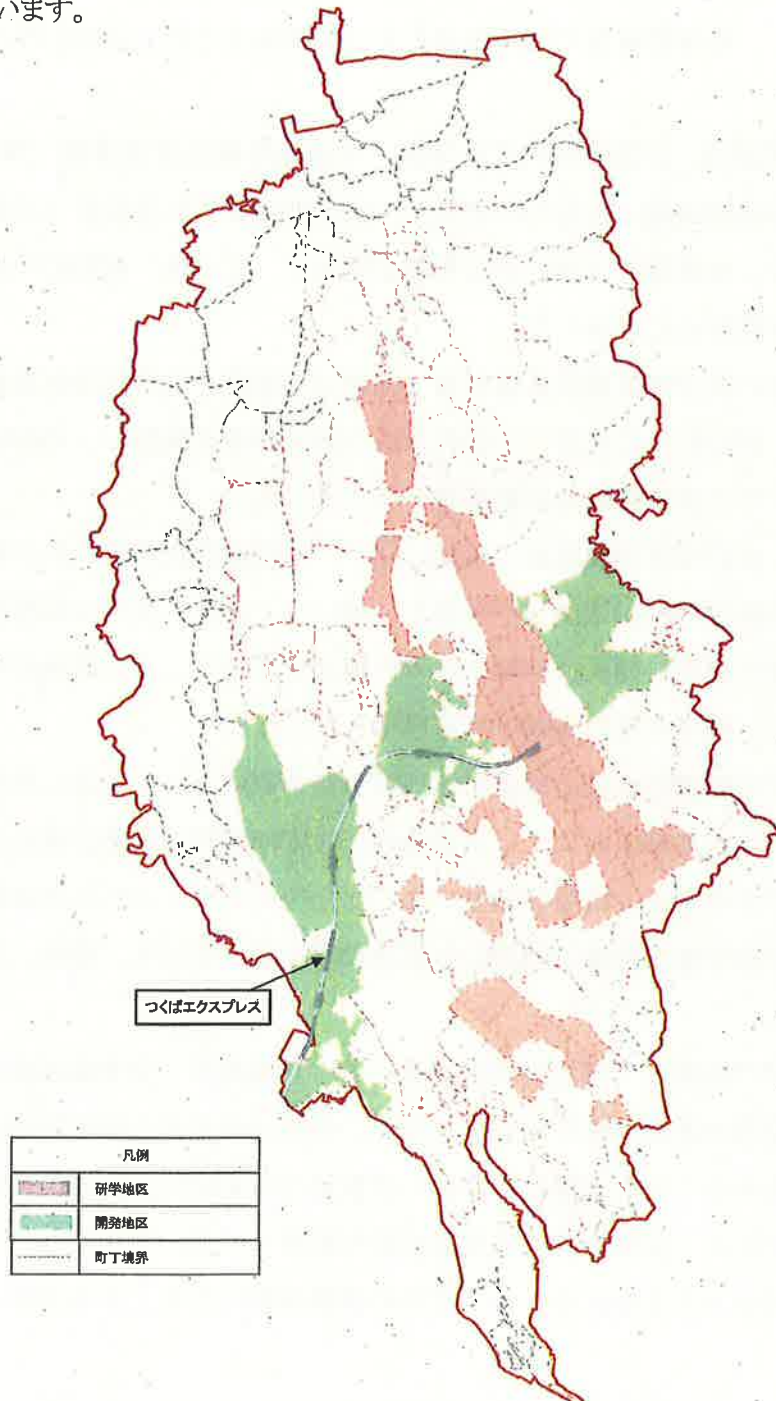 います。
つくばエクスプレス
凡例
研学地区
開発地区
町丁境界